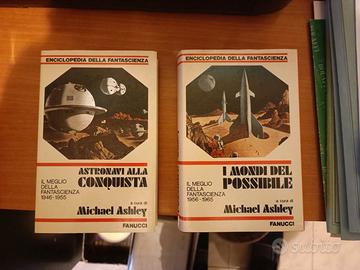 ENCICLOPEDIA DELLA FANTASCIENZA
ASTRONAVI ALLA
CONQUISTA
IL MEGLIO
DELLA
FANTASCIENZA
1946-1955
a cura di
Michael Ashley
FANUCCI
ENCICLOPEDIA DELLA FANTASCIENZA
I MONDI DEL
POSSIBILE
IL MEGLIO
DELLA
FANTASCIENZA
1956-1965
a cura di
Michael Ashley
FANUCCI
subito